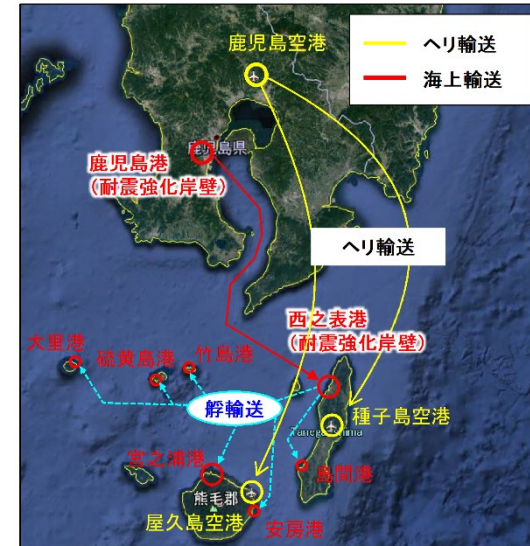 ヘリ輸送
海上輸送
鹿児島空港
鹿児島県
鹿児島港
(耐震強化岸壁)
ヘリ輸送
西之表港
(耐震強化岸壁)
大里港
硫黄島港
竹島港
艀輸送
種子島空港
宮之浦港
島間港
熊毛郡
屋久島空港
安房港